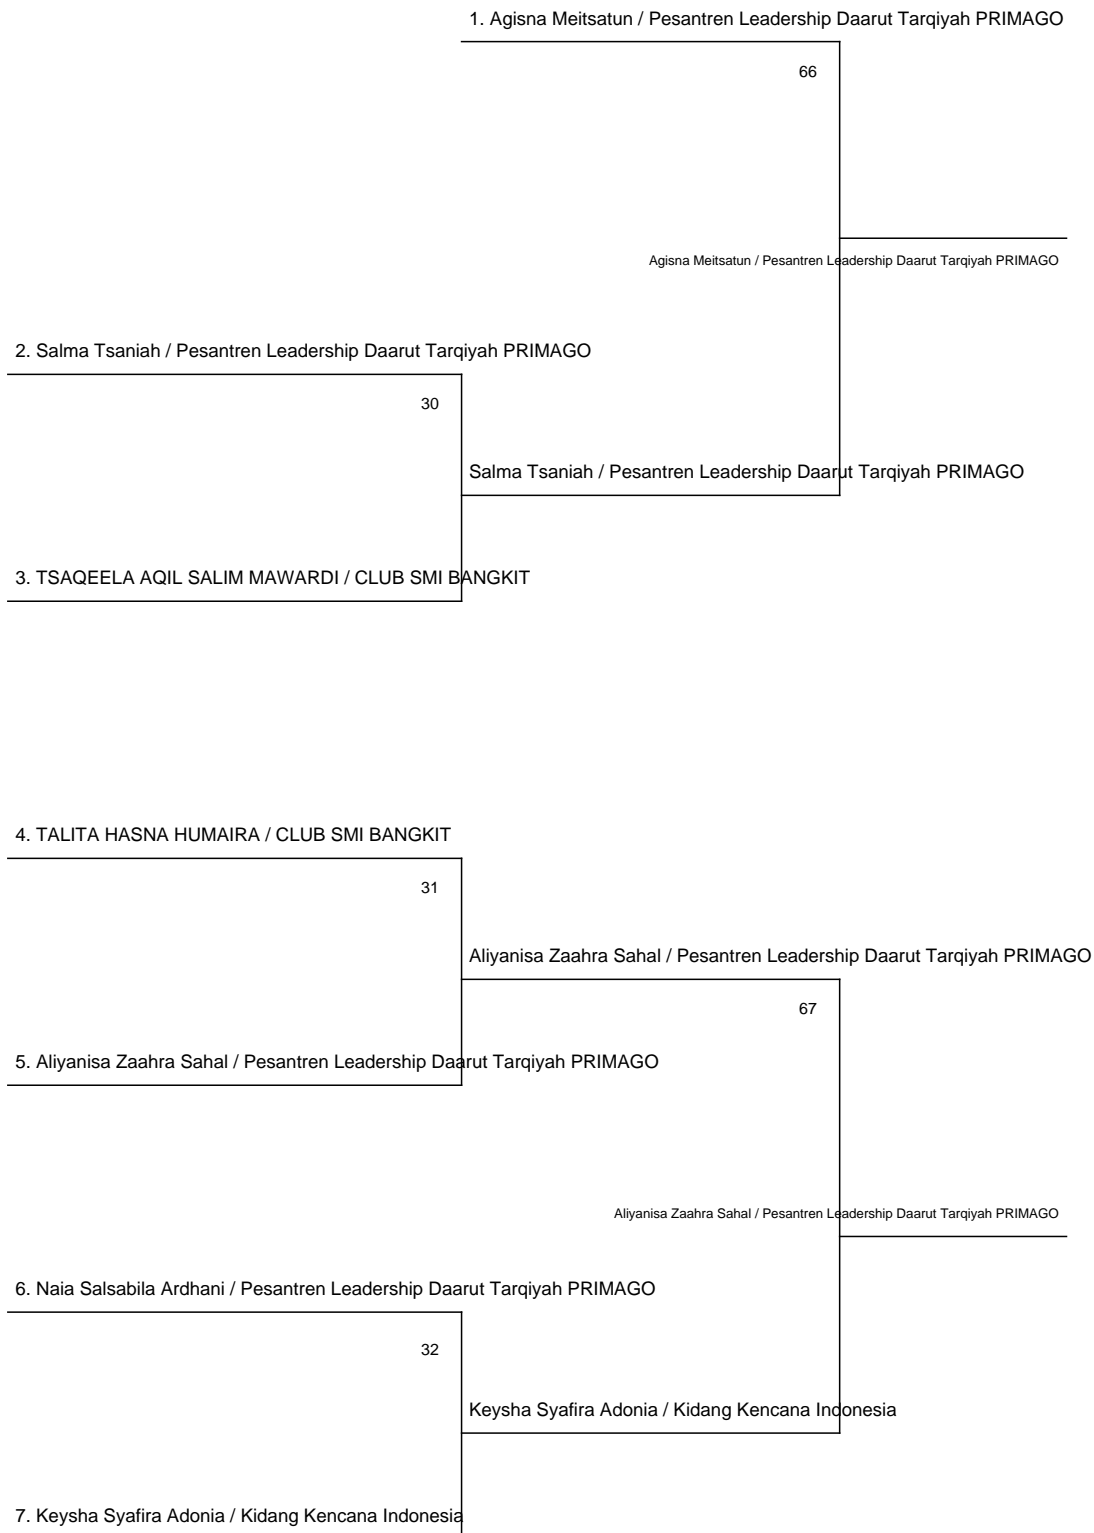 1. Agisna Meitsatun / Pesantren Leadership Daarut Tarqiyah PRIMAGO
66
Agisna Meitsatun / Pesantren Leadership Daarut Tarqiyah PRIMAGO
2. Salma Tsaniah / Pesantren Leadership Daarut Tarqiyah PRIMAGO
30
Salma Tsaniah / Pesantren Leadership Daarut Tarqiyah PRIMAGO
3. TSAQEELA AQIL SALIM MAWARDI / CLUB SMI BANGKIT
4. TALITA HASNA HUMAIRA / CLUB SMI BANGKIT
31
Aliyanisa Zaahra Sahal / Pesantren Leadership Daarut Tarqiyah PRIMAGO
67
5. Aliyanisa Zaahra Sahal / Pesantren Leadership Daarut Tarqiyah PRIMAGO
Aliyanisa Zaahra Sahal / Pesantren Leadership Daarut Tarqiyah PRIMAGO
6. Naia Salsabila Ardhani / Pesantren Leadership Daarut Tarqiyah PRIMAGO
32
Keysha Syafira Adonia / Kidang Kencana Indonesia
7. Keysha Syafira Adonia / Kidang Kencana Indonesia